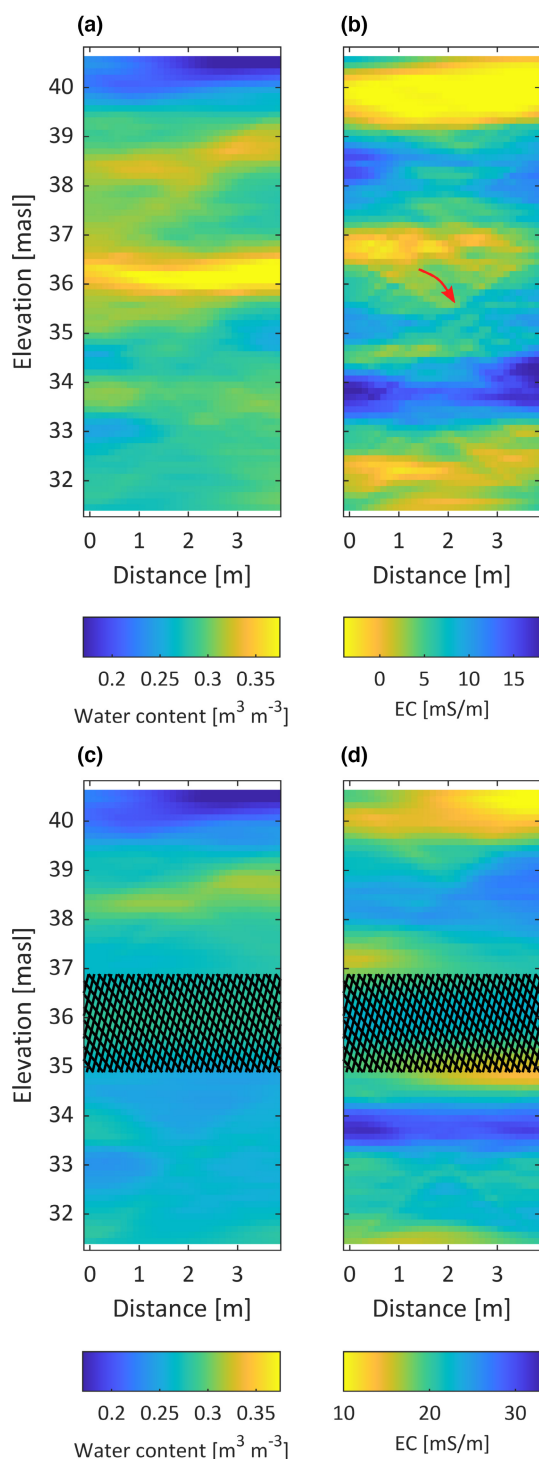 (a) (b)
40
39
38
37
36
35
34
33
32
Elevation [masl]
0 1 2 3 0 1 2 3
Distance [m] Distance [m]
0.2 0.25 0.3 0.35 0 5 10 15
Water content [m³ m⁻³] EC [mS/m]
(c) (d)
40
39
38
37
36
35
34
33
32
Elevation [masl]
0 1 2 3 0 1 2 3
Distance [m] Distance [m]
0.2 0.25 0.3 0.35 10 20 30
Water content [m³ m⁻³] EC [mS/m]